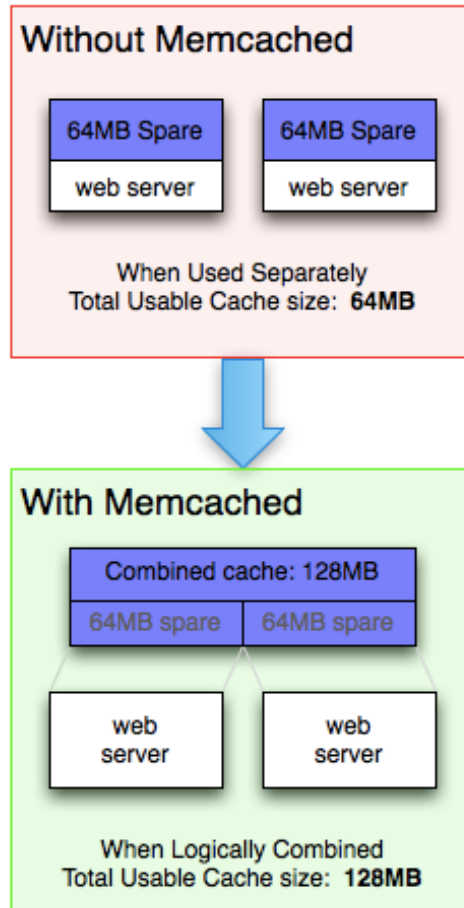 Without Memcached
64MB Spare
64MB Spare
web server
web server
When Used Separately
Total Usable Cache size: 64MB
With Memcached
Combined cache: 128MB
64MB spare
64MB spare
web
server
web
server
When Logically Combined
Total Usable Cache size: 128MB